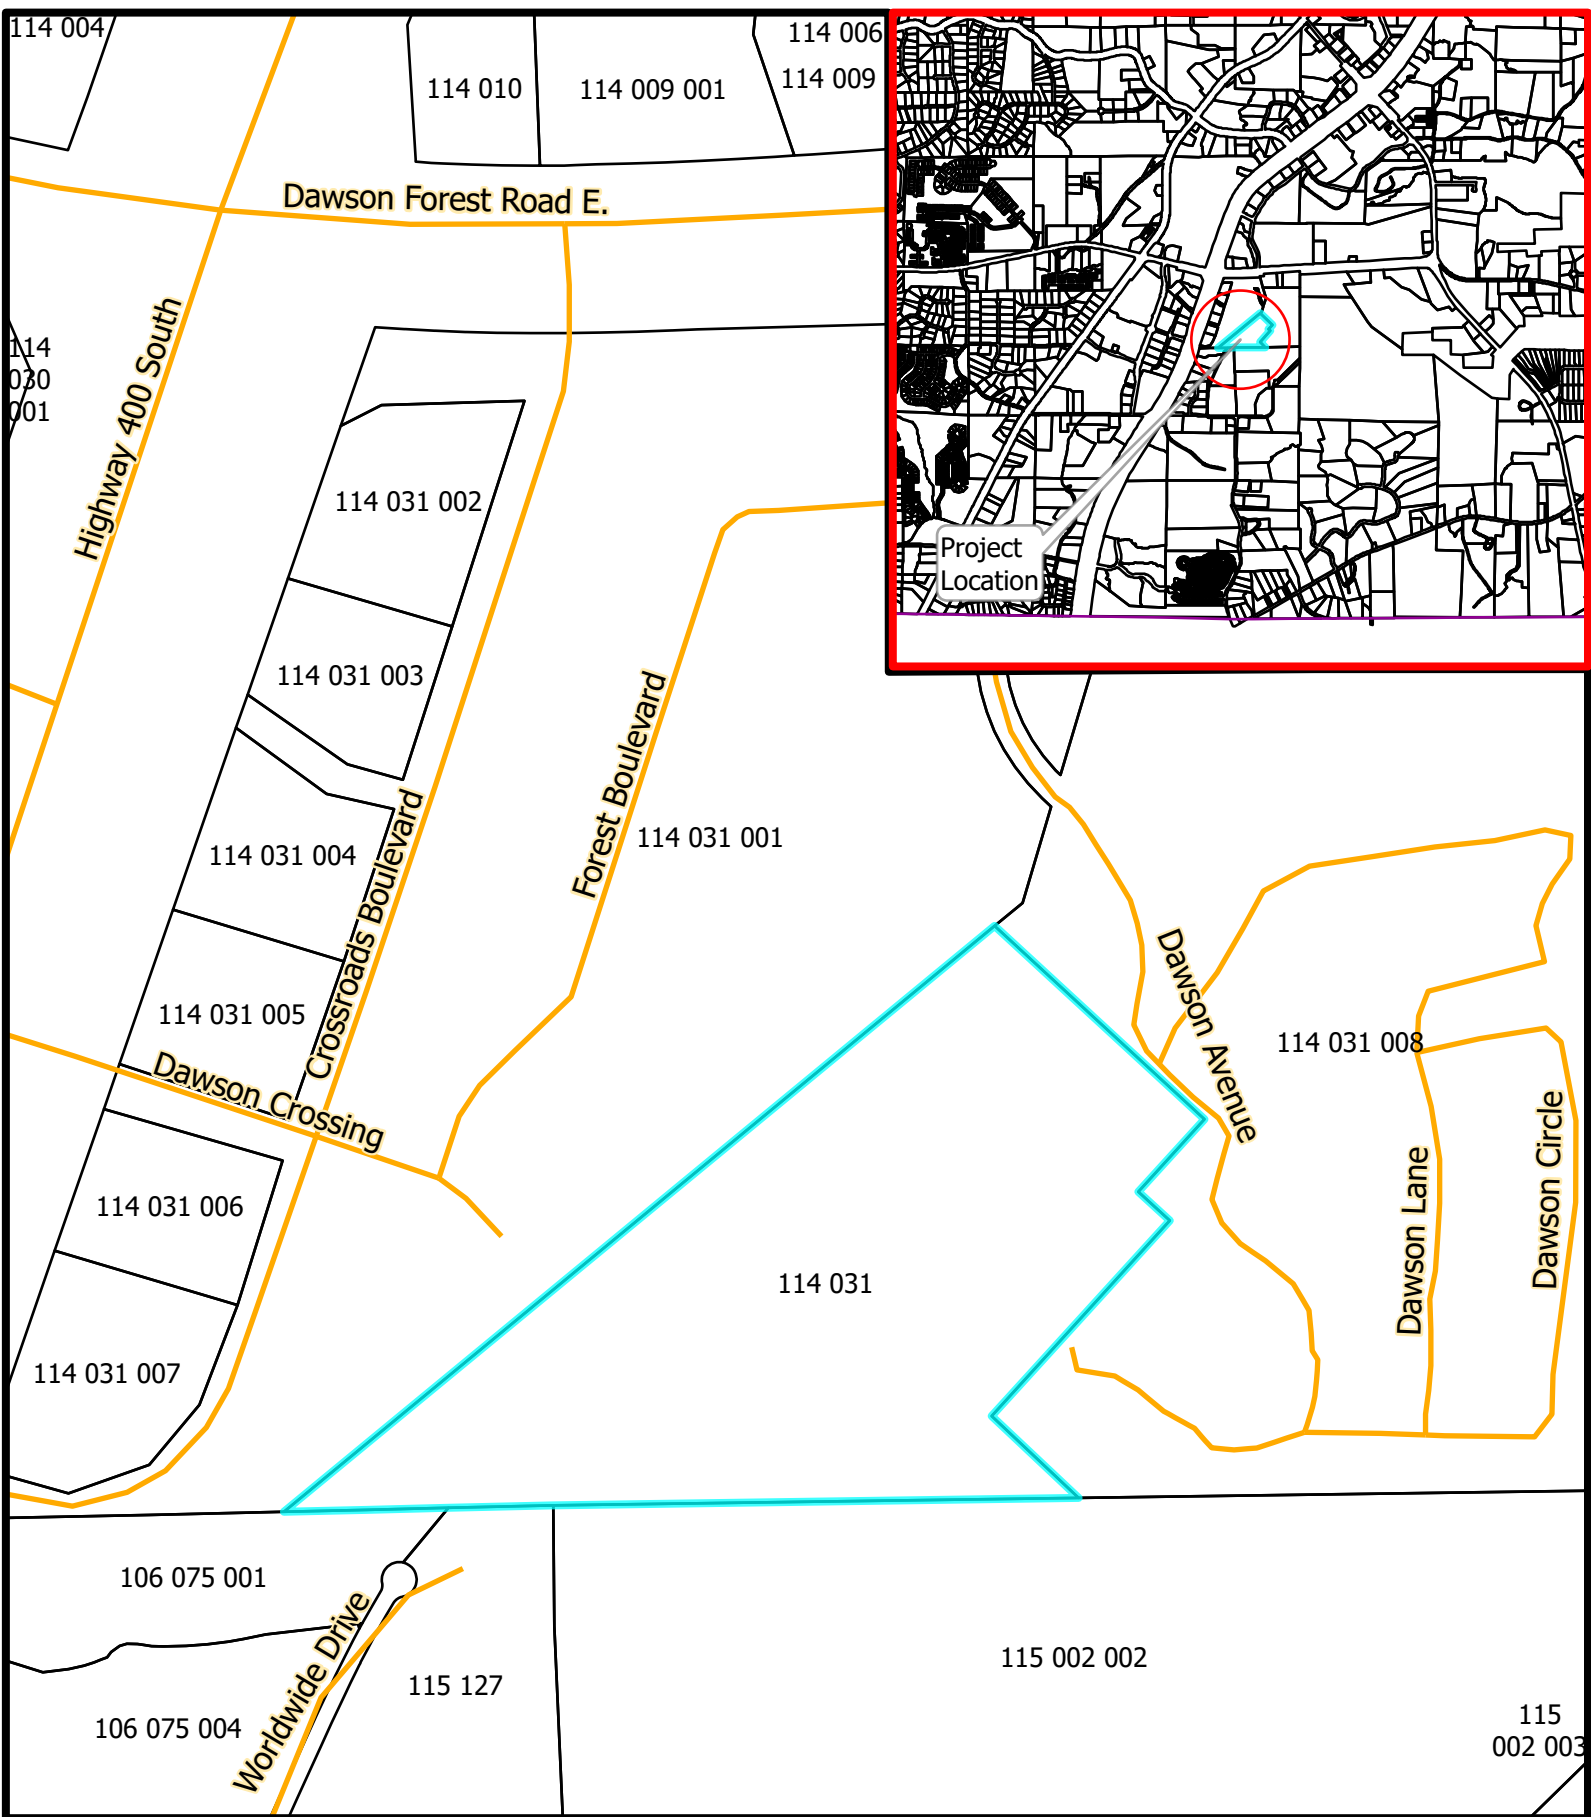 114 004
114 010
114 009 001
114 006
114 009
Dawson Forest Road E.
Highway 400 South
114
030
001
114 031 002
114 031 003
114 031 004
114 031 005
Crossroads Boulevard
Dawson Crossing
114 031 006
114 031 007
Forest Boulevard
114 031 001
Project
Location
Dawson Avenue
114 031 008
Dawson Lane
Dawson Circle
114 031
106 075 001
Worldwide Drive
106 075 004
115 127
115 002 002
115
002 003